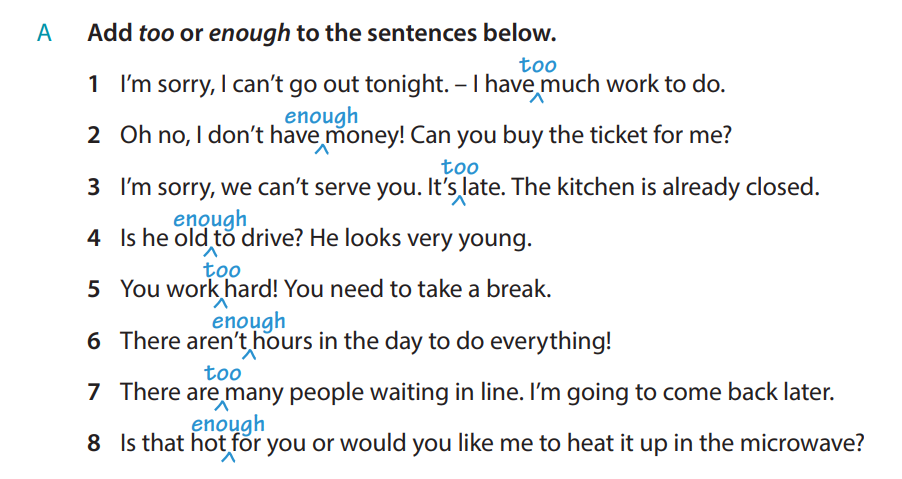 A Add too or enough to the sentences below.
too
1 I'm sorry, I can't go out tonight. – I have ^ much work to do.
enough
2 Oh no, I don't have ^ money! Can you buy the ticket for me?
too
3 I'm sorry, we can't serve you. It's ^ late. The kitchen is already closed.
enough
4 Is he old ^ to drive? He looks very young.
too
5 You work ^ hard! You need to take a break.
enough
6 There aren't ^ hours in the day to do everything!
too
7 There are ^ many people waiting in line. I'm going to come back later.
enough
8 Is that hot ^ for you or would you like me to heat it up in the microwave?